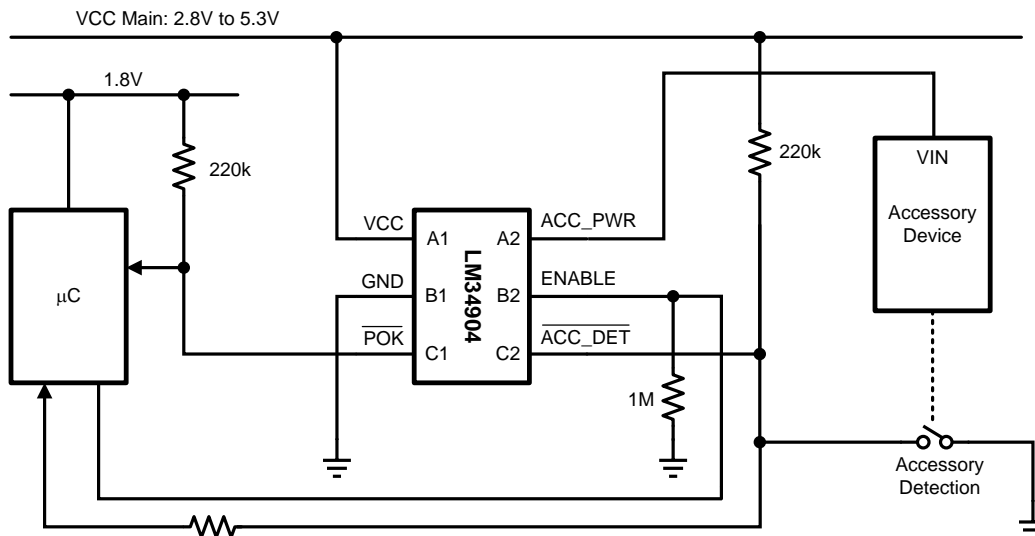 VCC Main: 2.8V to 5.3V
1.8V
220k
220k
VIN
Accessory
Device
μC
VCC
A1
A2
ACC_PWR
GND
B1
B2
ENABLE
POK
C1
C2
ACC_DET
LM34904
1M
Accessory
Detection